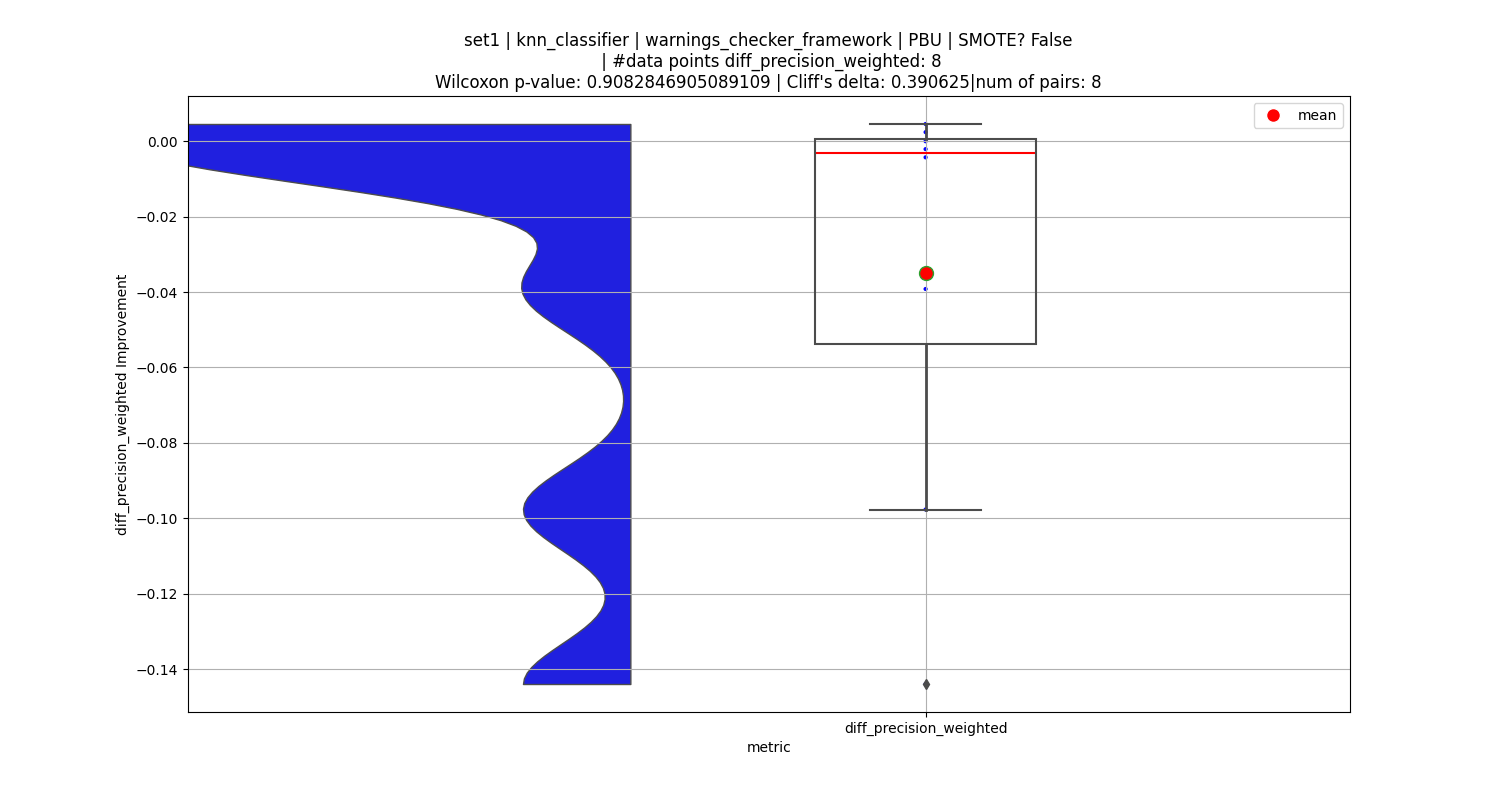 set1 | knn_classifier | warnings_checker_framework | PBU | SMOTE? False
| #data points diff_precision_weighted: 8
Wilcoxon p-value: 0.9082846905089109 | Cliff's delta: 0.390625|num of pairs: 8
mean
0.00
−0.02
−0.04
−0.06
−0.08
−0.10
−0.12
−0.14
diff_precision_weighted Improvement
diff_precision_weighted
metric